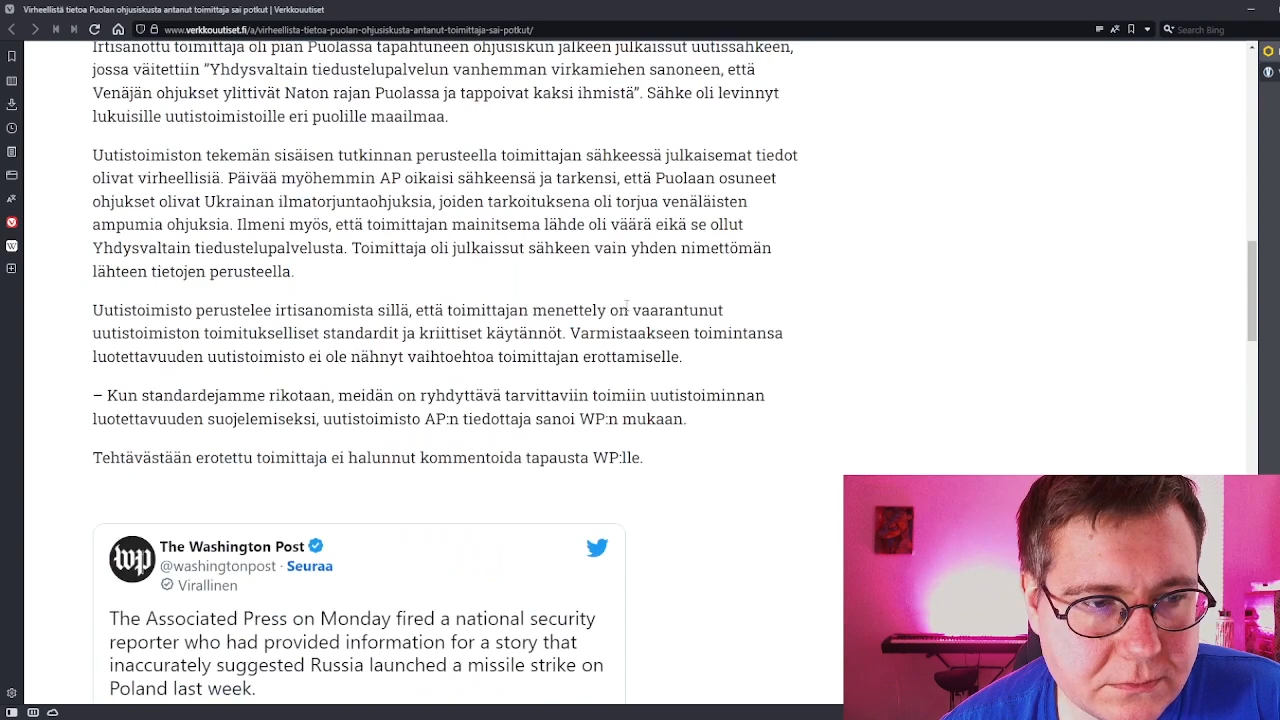 Virheellistä tietoa Puolan ohjusiskusta antanut toimittaja sai potkut | Verkkouutiset
www.verkkouutiset.fi/a/virheellista-tietoa-puolan-ohjusiskusta-antanut-toimittaja-sai-potkut/
Search Bing
Irtisanottu toimittaja oli pian Puolassa tapahtuneen ohjusiskun jälkeen julkaissut uutissähkeen,
jossa väitettiin ”Yhdysvaltain tiedustelupalvelun vanhemman virkamiehen sanoneen, että
Venäjän ohjukset ylittivät Naton rajan Puolassa ja tappoivat kaksi ihmistä”. Sähke oli levinnyt
lukuisille uutistoimistoille eri puolille maailmaa.
Uutistoimiston tekemän sisäisen tutkinnan perusteella toimittajan sähkeessä julkaisemat tiedot
olivat virheellisiä. Päivää myöhemmin AP oikaisi sähkeensä ja tarkensi, että Puolaan osuneet
ohjukset olivat Ukrainan ilmatorjuntaohjuksia, joiden tarkoituksena oli torjua venäläisten
ampumia ohjuksia. Ilmeni myös, että toimittajan mainitsema lähde oli väärä eikä se ollut
Yhdysvaltain tiedustelupalvelusta. Toimittaja oli julkaissut sähkeen vain yhden nimettömän
lähteen tietojen perusteella.
Uutistoimisto perustelee irtisanomista sillä, että toimittajan menettely on vaarantunut
uutistoimiston toimitukselliset standardit ja kriittiset käytännöt. Varmistaakseen toimintansa
luotettavuuden uutistoimisto ei ole nähnyt vaihtoehtoa toimittajan erottamiselle.
– Kun standardejamme rikotaan, meidän on ryhdyttävä tarvittaviin toimiin uutistoiminnan
luotettavuuden suojelemiseksi, uutistoimisto AP:n tiedottaja sanoi WP:n mukaan.
Tehtävästään erotettu toimittaja ei halunnut kommentoida tapausta WP:lle.
wp
The Washington Post
@washingtonpost · Seuraa
Virallinen
The Associated Press on Monday fired a national security
reporter who had provided information for a story that
inaccurately suggested Russia launched a missile strike on
Poland last week.